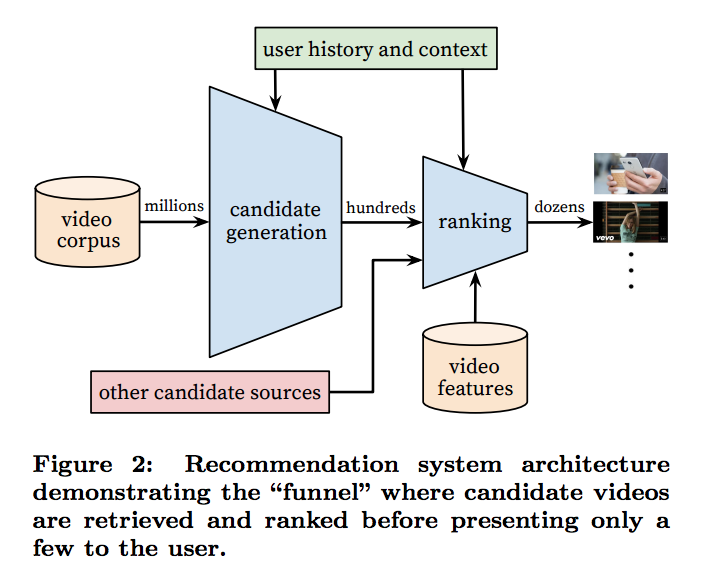 user history and context
video
corpus
millions
candidate
generation
hundreds
ranking
dozens
vevo
other candidate sources
video
features
Figure 2: Recommendation system architecture
demonstrating the “funnel” where candidate videos
are retrieved and ranked before presenting only a
few to the user.